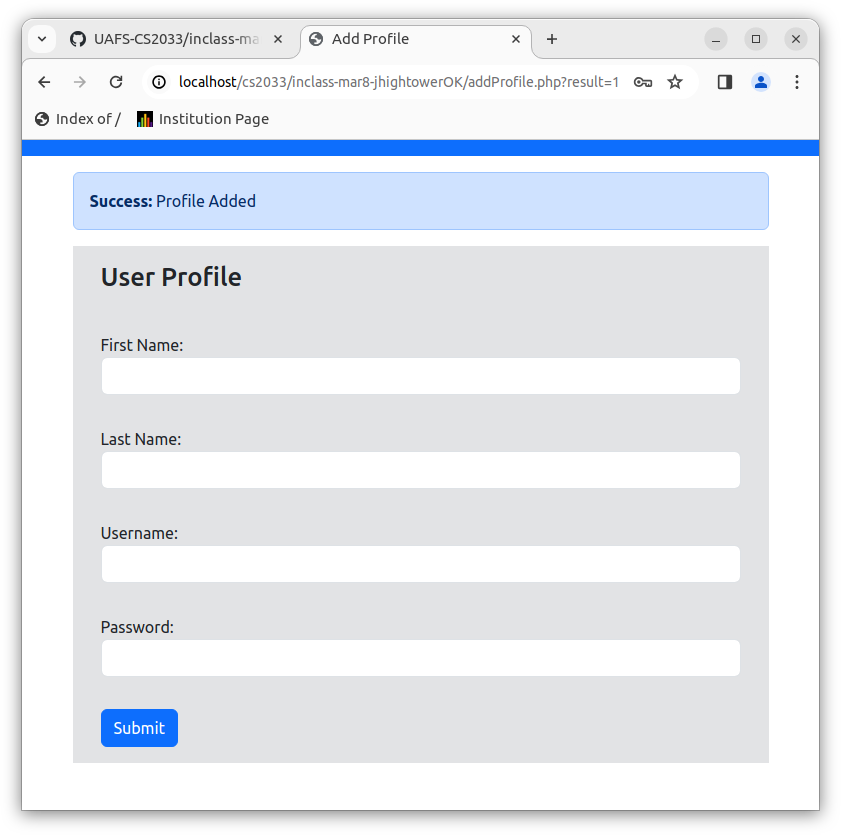 UAFS-CS2033/inclass-ma
Add Profile
localhost/cs2033/inclass-mar8-jhightowerOK/addProfile.php?result=1
Index of /
Institution Page
Success: Profile Added
User Profile
First Name:
Last Name:
Username:
Password:
Submit